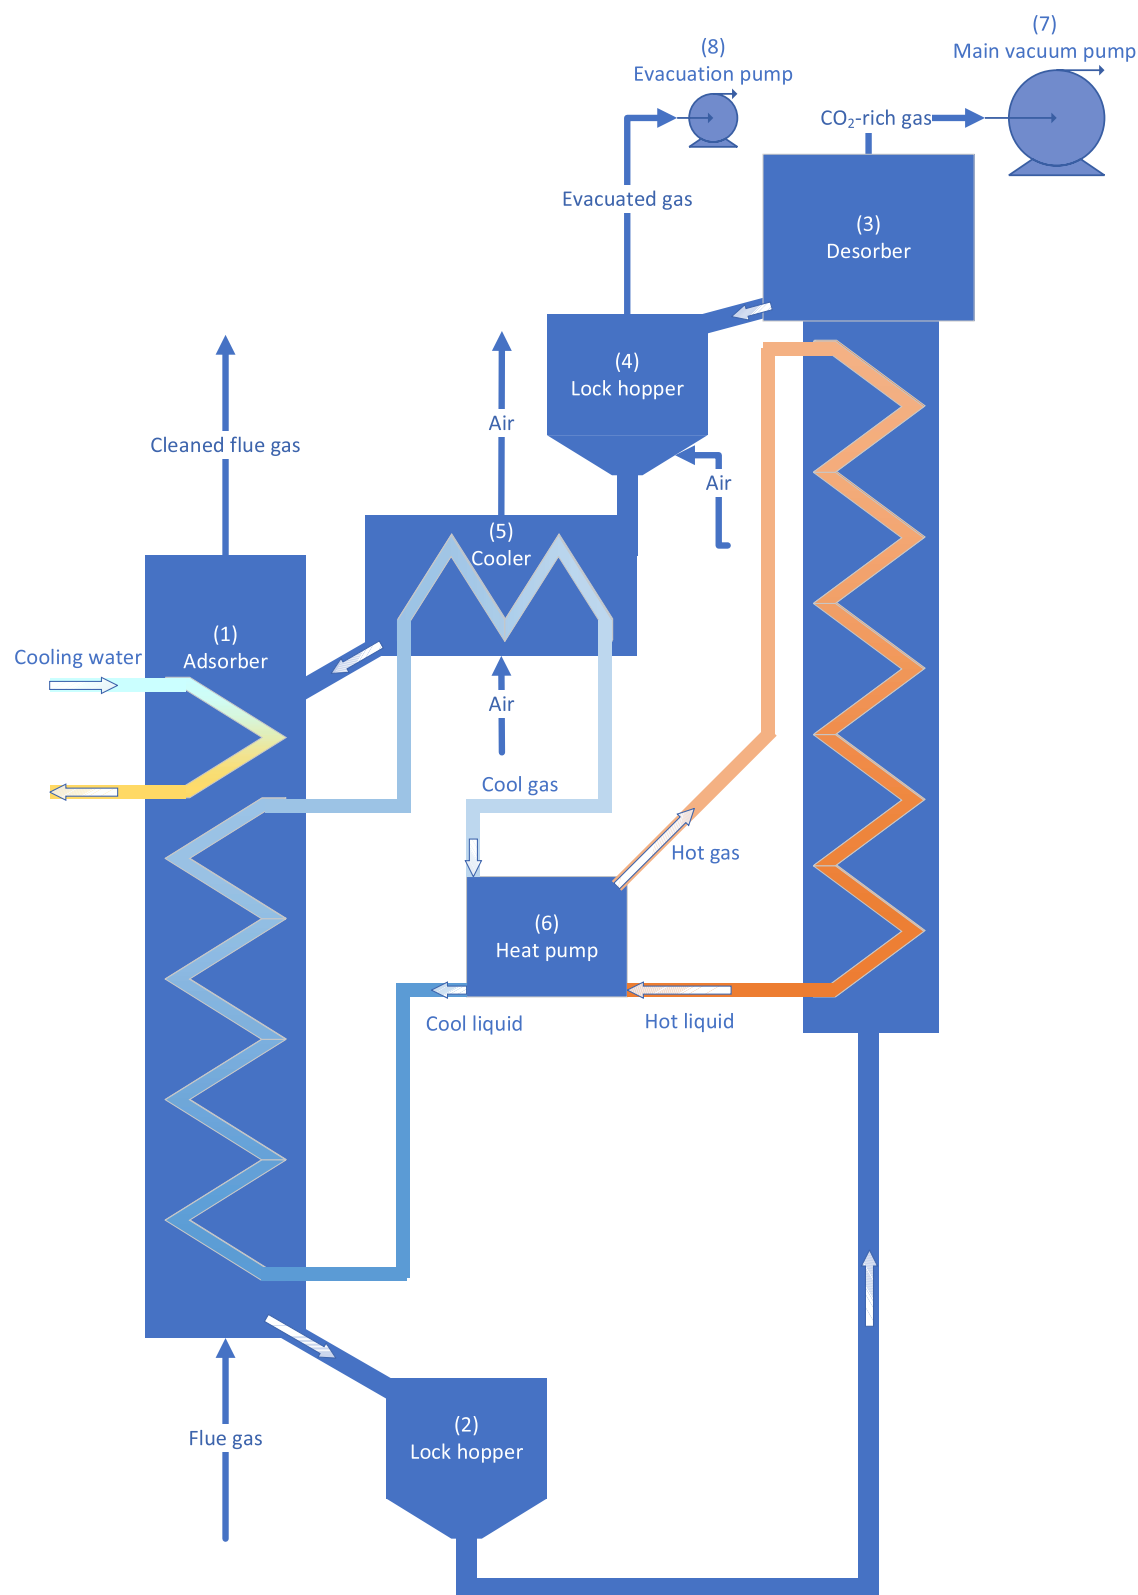 (7)
Main vacuum pump
(8)
Evacuation pump
CO₂-rich gas
Evacuated gas
(3)
Desorber
(4)
Lock hopper
Air
Cleaned flue gas
Air
(5)
Cooler
(1)
Adsorber
Cooling water
Air
Cool gas
Hot gas
(6)
Heat pump
Cool liquid
Hot liquid
(2)
Lock hopper
Flue gas